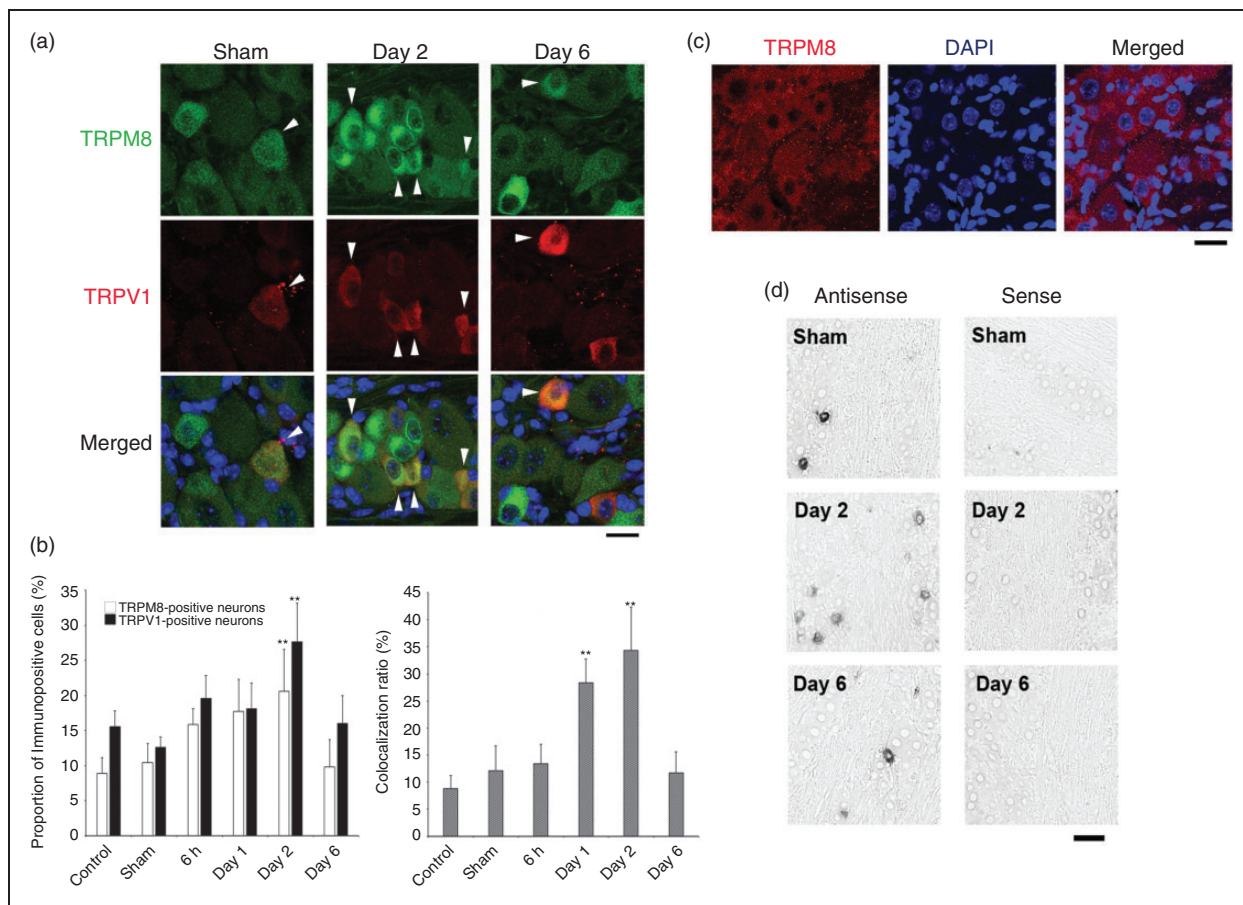 (a)
Sham Day 2 Day 6
TRPM8
TRPV1
Merged
(b)
Proportion of Immunopositive cells (%)
35
30
25
20
15
10
5
0
TRPM8-positive neurons
TRPV1-positive neurons
**
**
Control Sham 6 h Day 1 Day 2 Day 6
Colocalization ratio (%)
45
40
35
30
25
20
15
10
5
0
**
**
Control Sham 6 h Day 1 Day 2 Day 6
(c)
TRPM8 DAPI Merged
(d)
Antisense Sense
Sham Sham
Day 2 Day 2
Day 6 Day 6